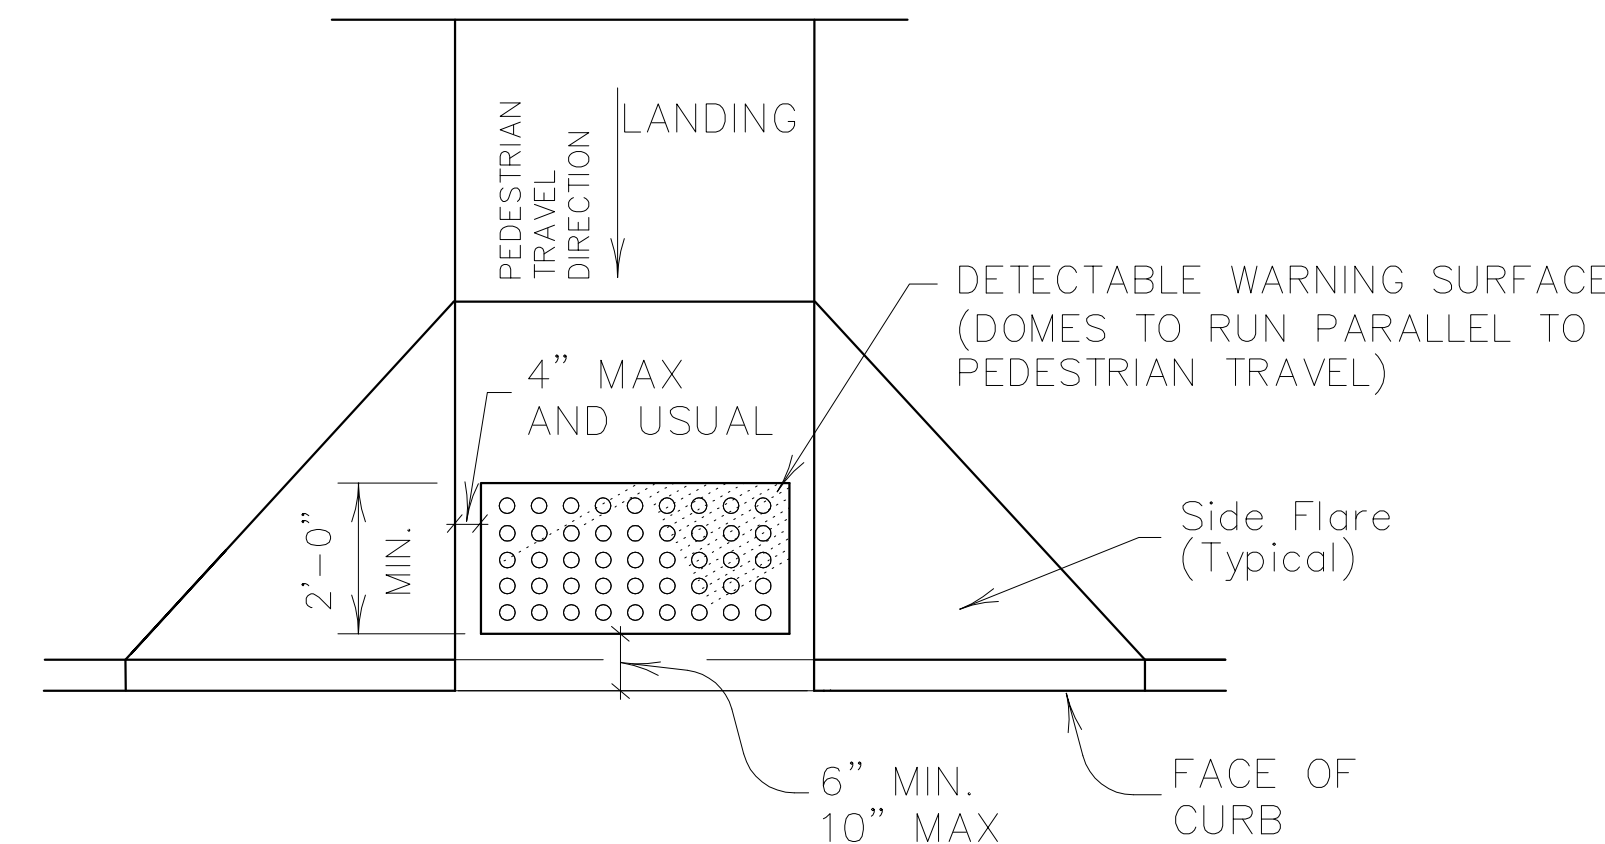 PEDESTRIAN
TRAVEL
DIRECTION
LANDING
DETECTABLE WARNING SURFACE
(DOMES TO RUN PARALLEL TO
PEDESTRIAN TRAVEL)
4” MAX
AND USUAL
2’-0”
MIN.
Side Flare
(Typical)
6” MIN.
10” MAX
FACE OF
CURB